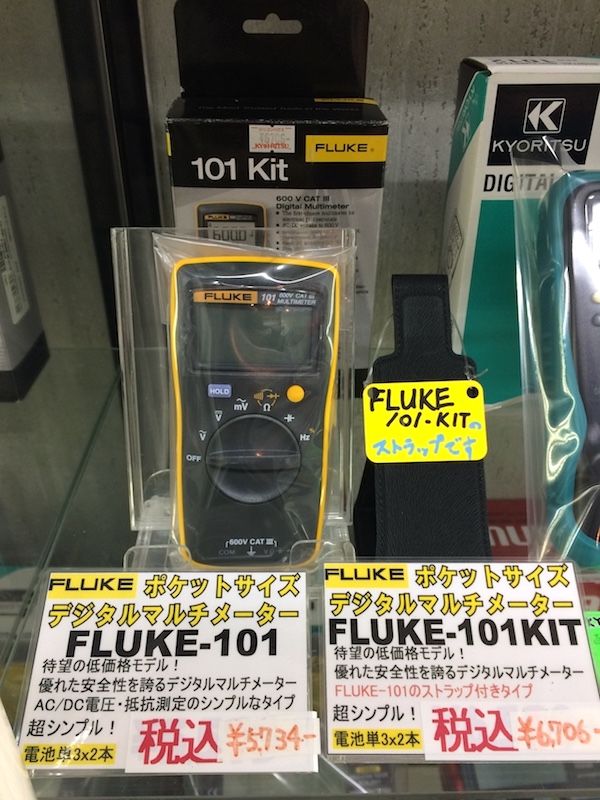 101 Kit
FLUKE
600 V CAT III
Digital Multimeter
KYORITSU
DIGITA
FLUKE 101 600V CAT III
MULTIMETER
HOLD
mV
Ω
V
V
Hz
OFF
600V CAT III
COM
FLUKE
101-KITの
ストラップです
FLUKE ポケットサイズ
デジタルマルチメーター
FLUKE-101
待望の低価格モデル！
優れた安全性を誇るデジタルマルチメーター
AC/DC電圧・抵抗測定のシンプルなタイプ
超シンプル！
電池単3x2本
税込 ¥5,734-
FLUKE ポケットサイズ
デジタルマルチメーター
FLUKE-101KIT
待望の低価格モデル！
優れた安全性を誇るデジタルマルチメーター
FLUKE-101のストラップ付きタイプ
超シンプル！
電池単3x2本
税込 ¥6,706-